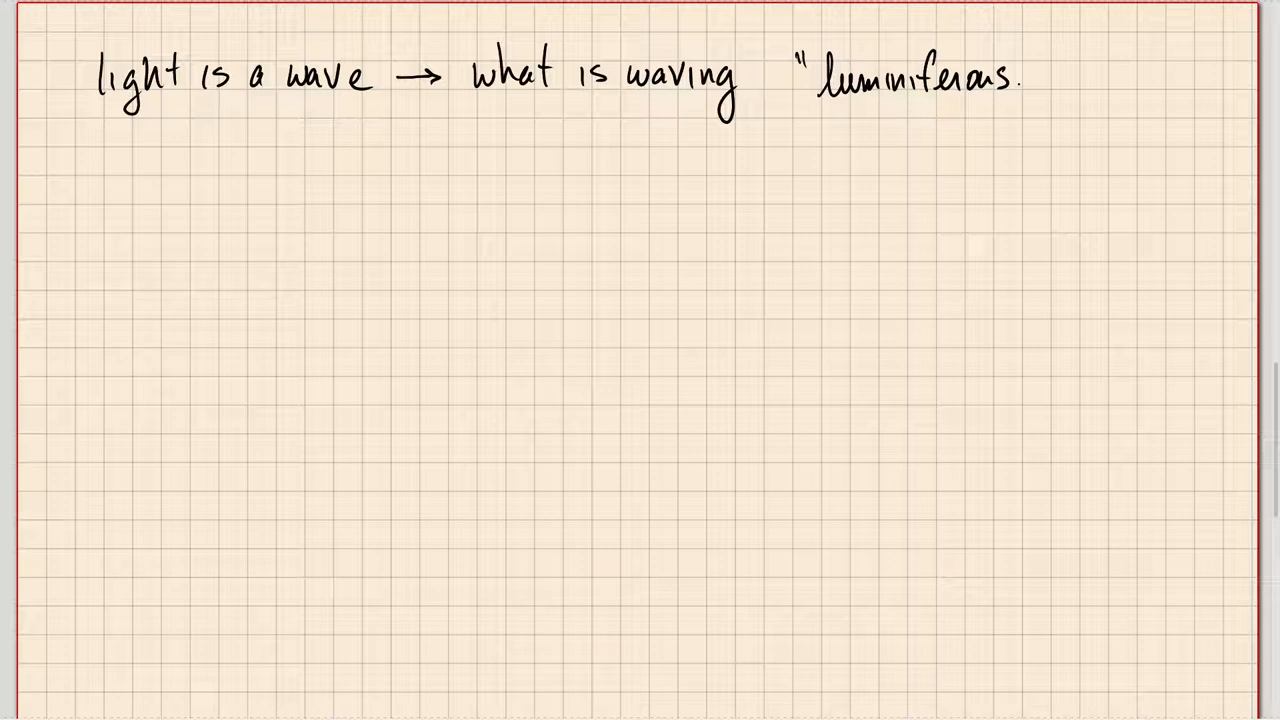 light is a wave → what is waving " luminiferous.